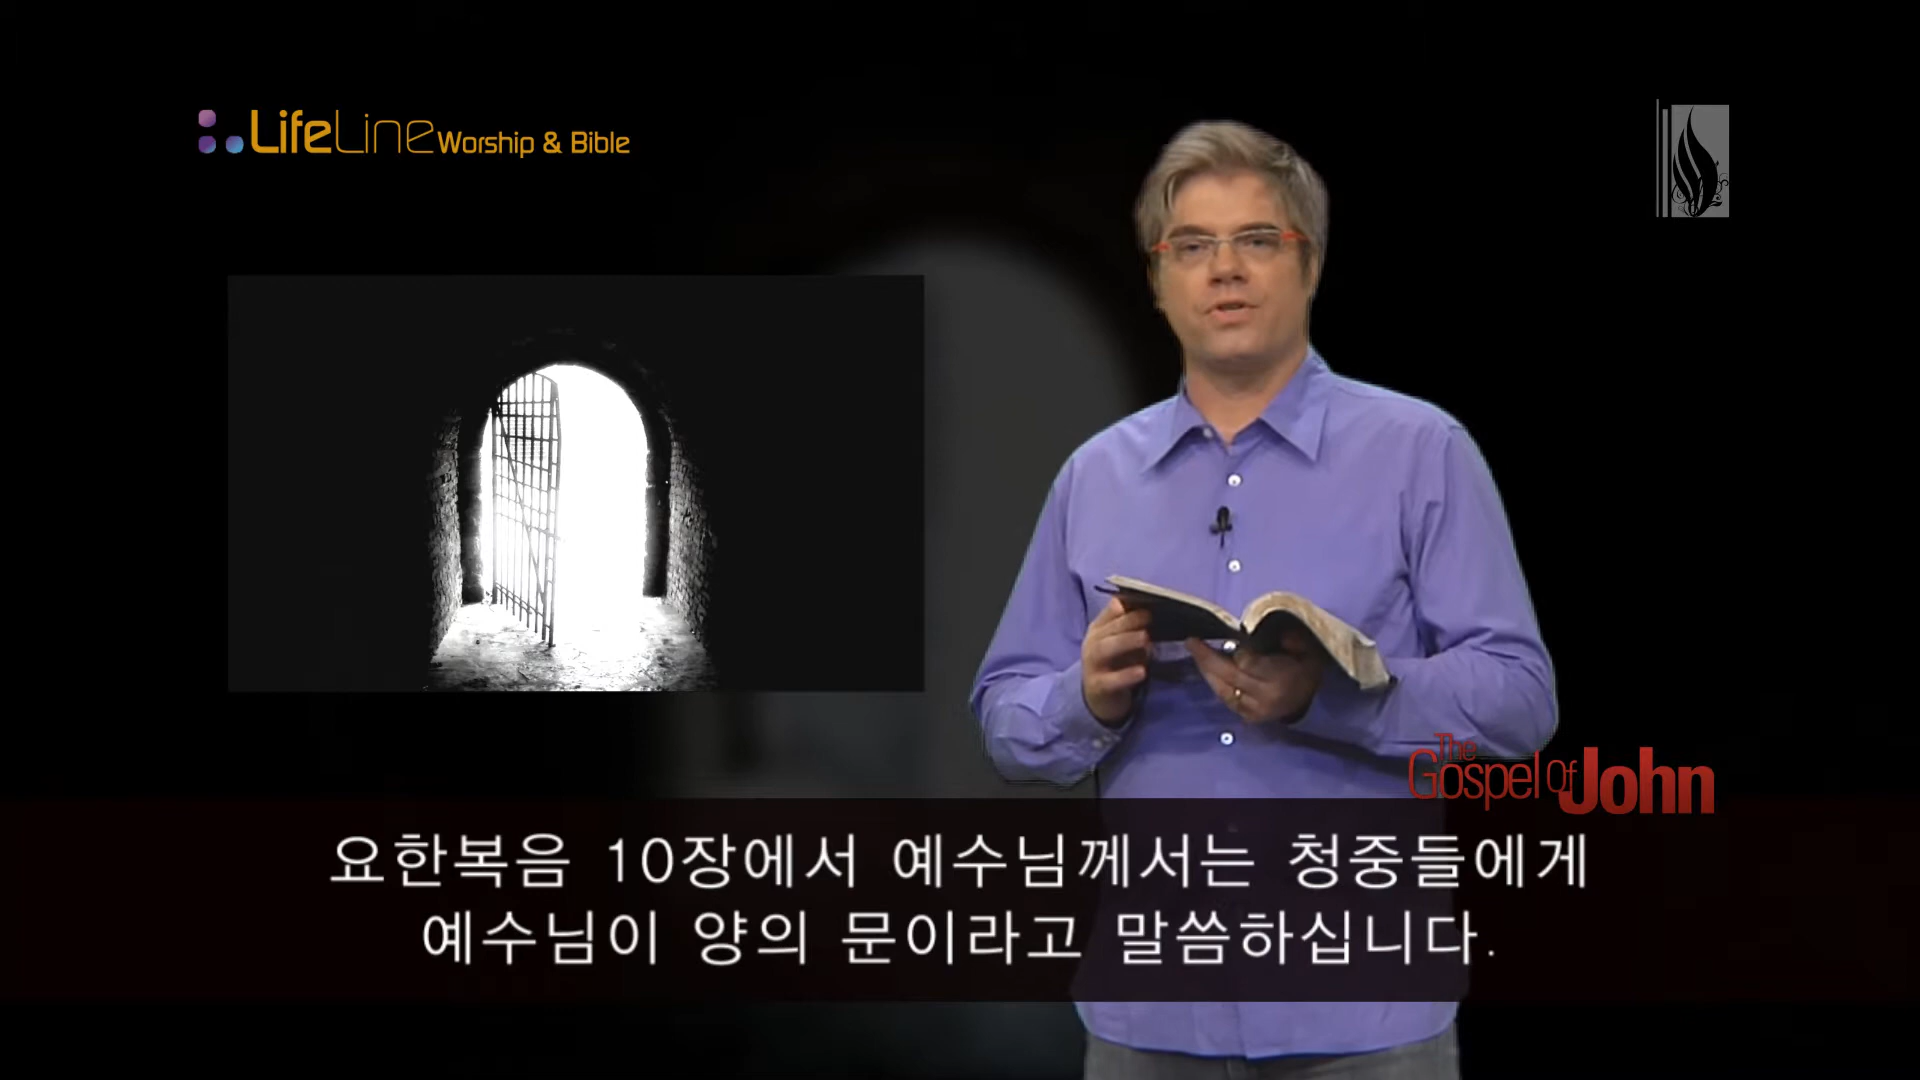 LifeLine Worship & Bible
The
Gospel Of John
요한복음 10장에서 예수님께서는 청중들에게
예수님이 양의 문이라고 말씀하십니다.